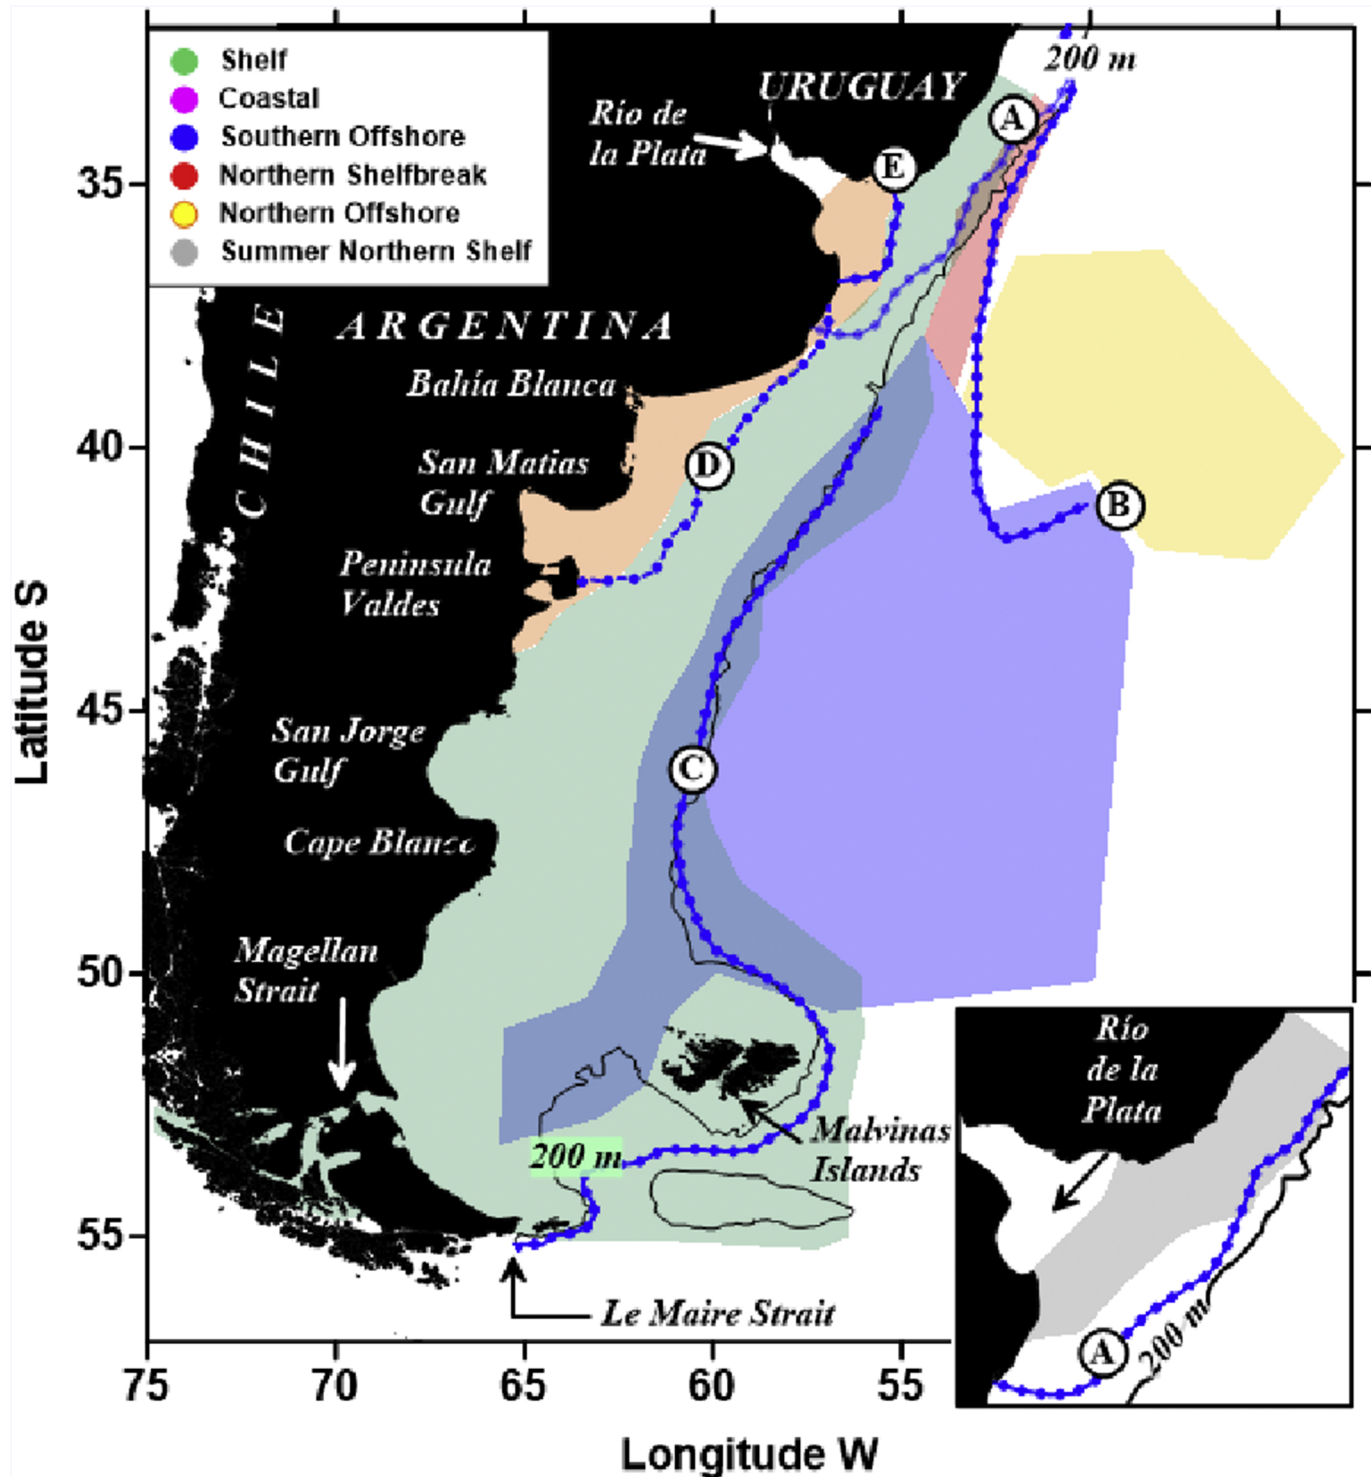 200 m
Shelf
Coastal
Southern Offshore
Northern Shelfbreak
Northern Offshore
Summer Northern Shelf
URUGUAY
Río de
la Plata
A
E
35
CHILE
ARGENTINA
Bahía Blanca
40
San Matias
Gulf
D
B
Peninsula
Valdes
Latitude S
45
San Jorge
Gulf
C
Cape Blanco
Magellan
Strait
50
Río
de la
Plata
Malvinas
Islands
200 m
55
Le Maire Strait
A
200 m
75
70
65
60
55
Longitude W